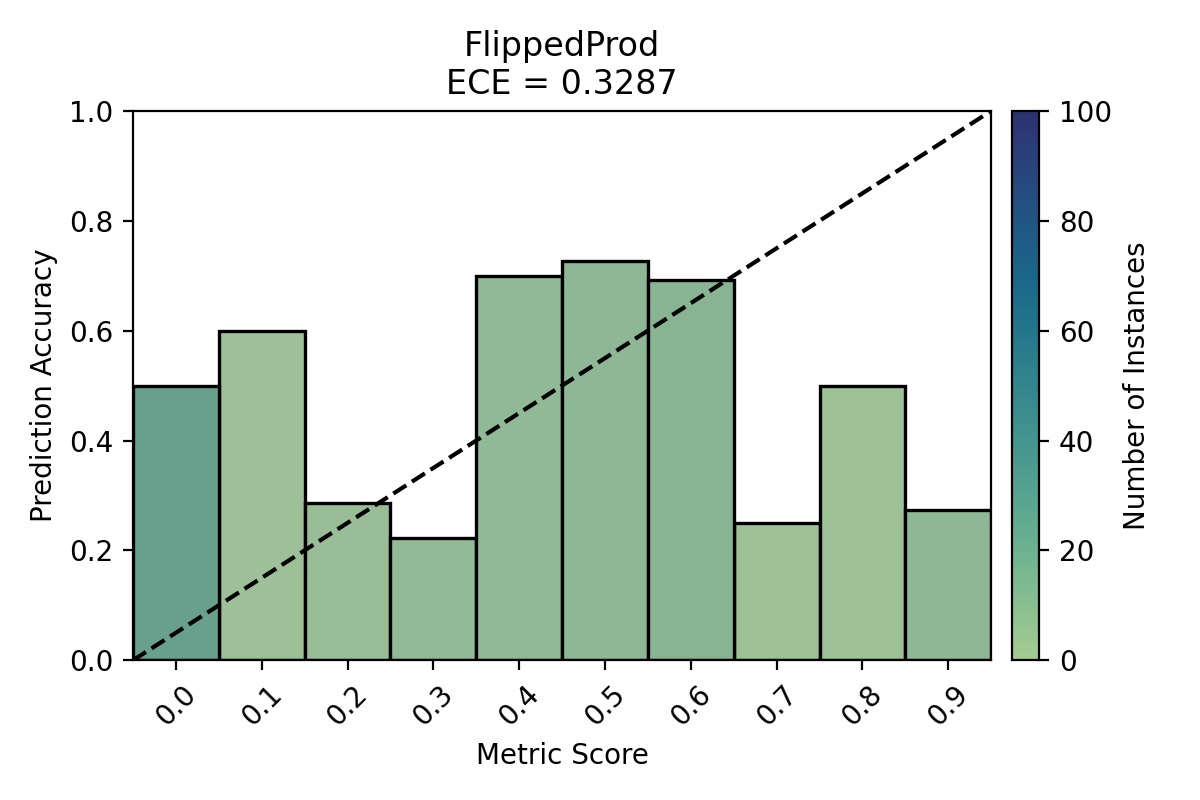 FlippedProd
ECE = 0.3287
1.0
0.8
0.6
0.4
0.2
0.0
Prediction Accuracy
0.0 0.1 0.2 0.3 0.4 0.5 0.6 0.7 0.8 0.9
Metric Score
100
80
60
40
20
0
Number of Instances